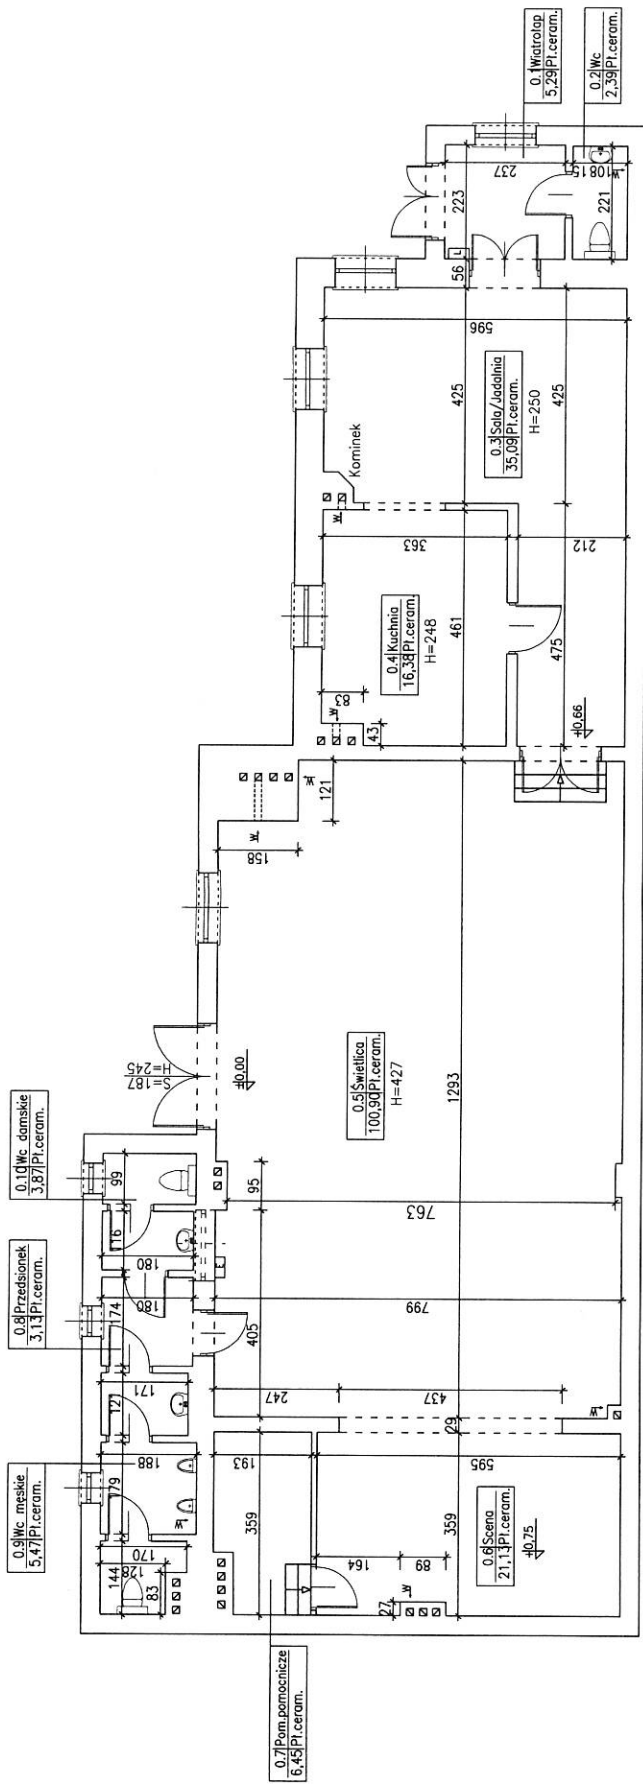 0.1 Wiatrołap
5,29 Pł.ceram.
0.2 Wc
2,39 Pł.ceram.
237
108
15
223
221
56
L
596
425
0.3 Sala/Jadalnia
35,09 Pł.ceram.
H=250
425
Kominek
w
363
212
0.4 Kuchnia
16,38 Pł.ceram.
H=248
461
475
83
w
43
+0,66
w
121
w
158
S=187
H=245
±0,00
0.5 Świetlica
100,90 Pł.ceram.
H=427
1293
0.10 Wc damskie
3,87 Pł.ceram.
99
116
180
95
763
E
0.8 Przedsionek
3,13 Pł.ceram.
180
174
405
799
171
121
247
437
29
w
0.9 Wc męskie
5,47 Pł.ceram.
188
179
w
193
595
170
144
128
83
359
359
164
89
w
27
0.6 Scena
21,13 Pł.ceram.
+0,75
0.7 Pom.pomocnicze
6,45 Pł.ceram.